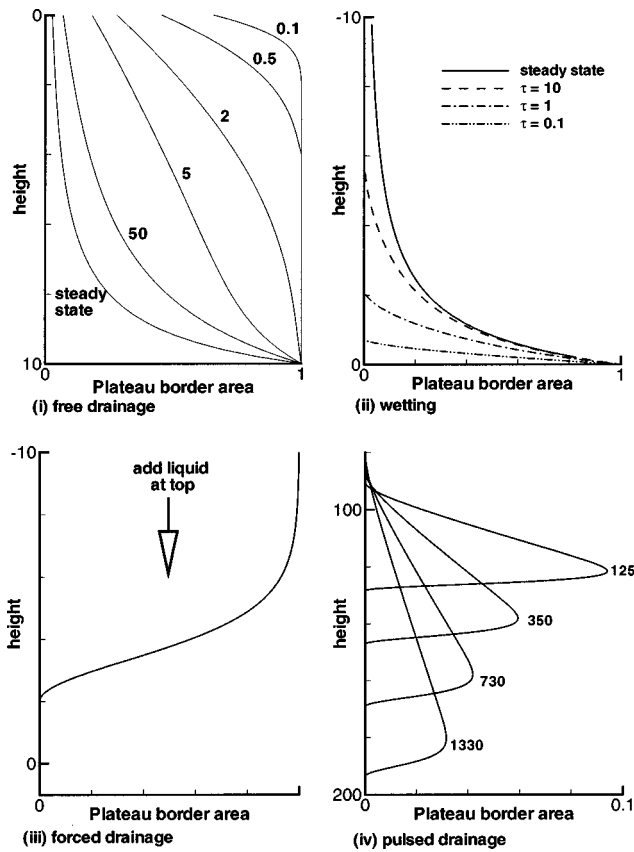 0
0.1
0.5
2
5
50
height
steady
state
10
0
1
Plateau border area
(i) free drainage
-10
steady state
τ = 10
τ = 1
τ = 0.1
height
0
0
1
Plateau border area
(ii) wetting
-10
add liquid
at top
height
0
0
Plateau border area
(iii) forced drainage
100
125
350
height
730
1330
200
0
0.1
Plateau border area
(iv) pulsed drainage